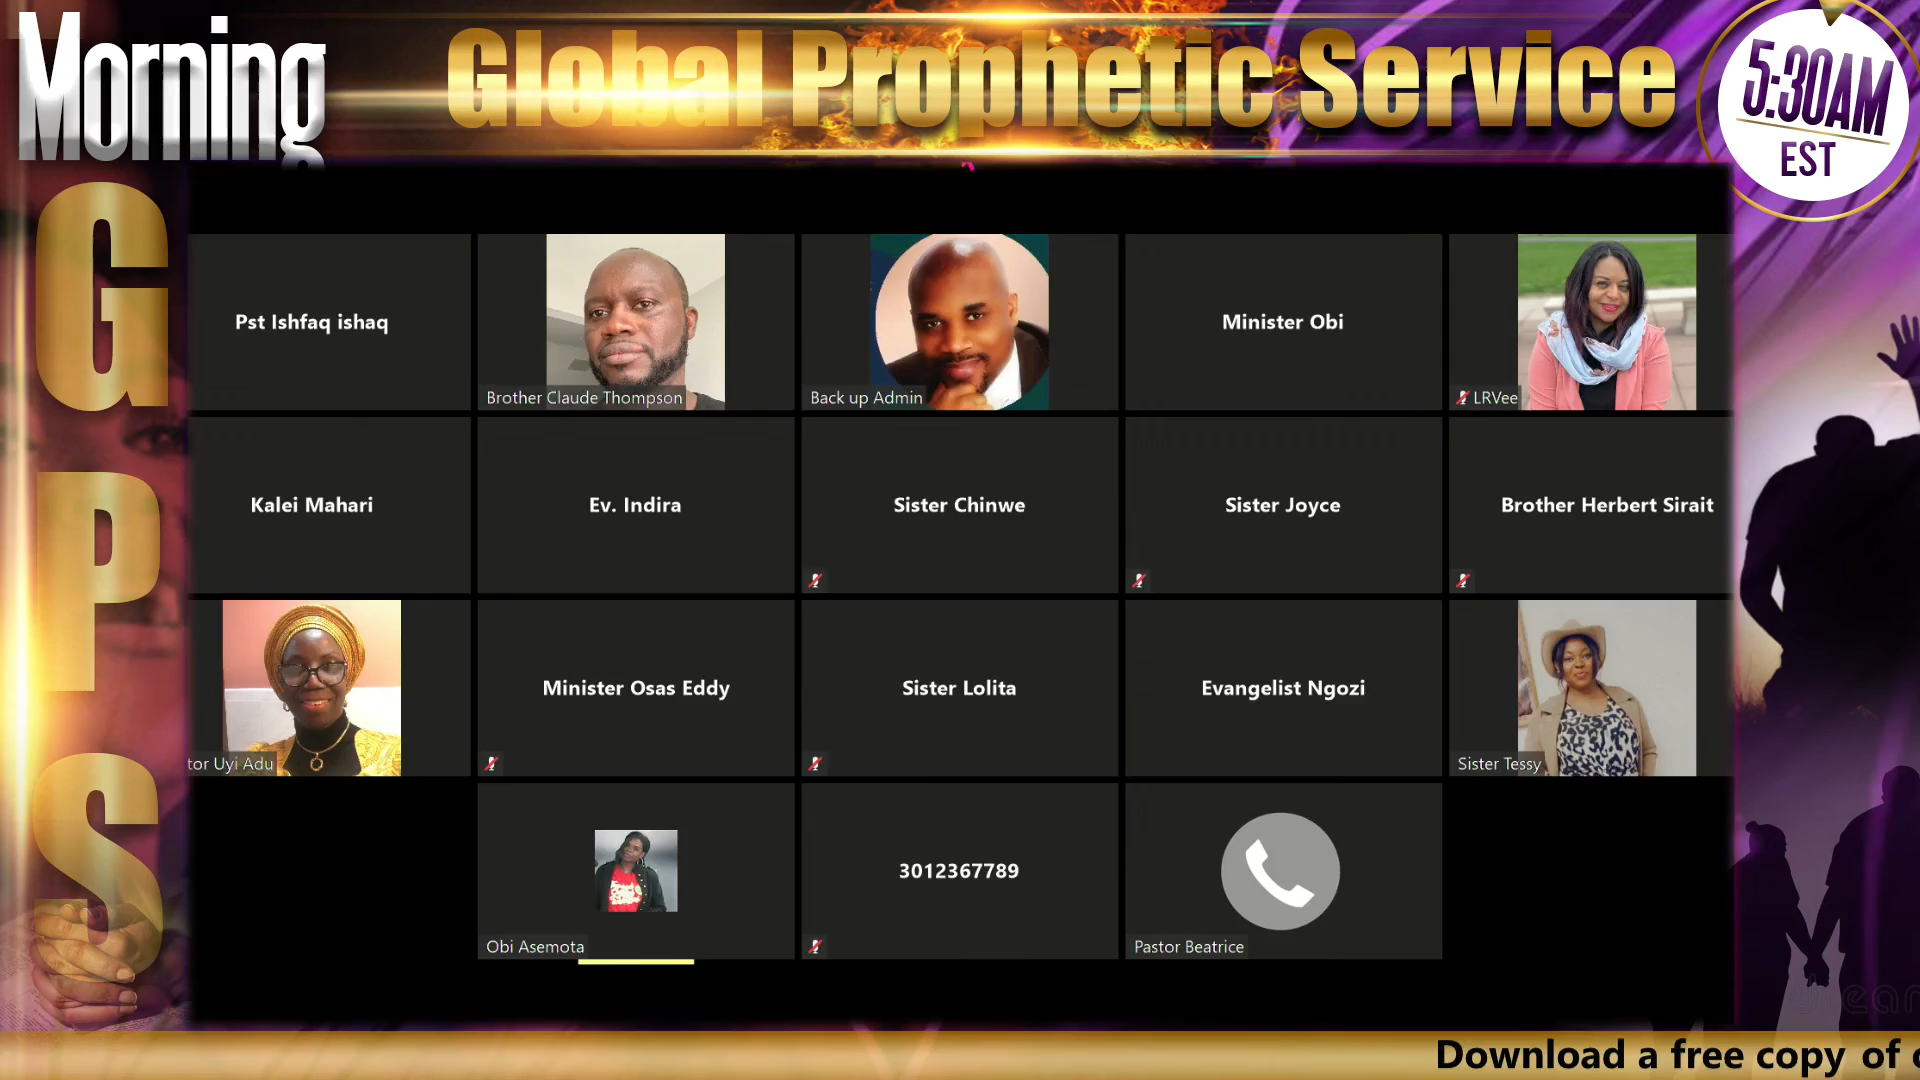 Morning
Global Prophetic Service
5:30AM
EST
G
P
S
Pst Ishfaq ishaq
Brother Claude Thompson
Back up Admin
Minister Obi
LRVee
Kalei Mahari
Ev. Indira
Sister Chinwe
Sister Joyce
Brother Herbert Sirait
tor Uyi Adu
Minister Osas Eddy
Sister Lolita
Evangelist Ngozi
Sister Tessy
Obi Asemota
3012367789
Pastor Beatrice
Download a free copy of